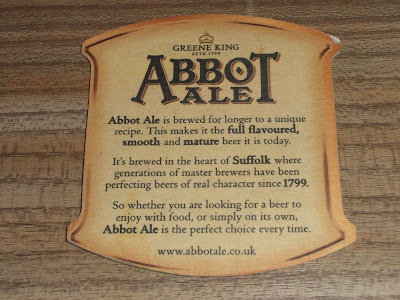 GREENE KING
ESTD 1799
ABBOT
ALE
Abbot Ale is brewed for longer to a unique
recipe. This makes it the full flavoured,
smooth and mature beer it is today.
It's brewed in the heart of Suffolk where
generations of master brewers have been
perfecting beers of real character since 1799.
So whether you are looking for a beer to
enjoy with food, or simply on its own,
Abbot Ale is the perfect choice every time.
www.abbotale.co.uk